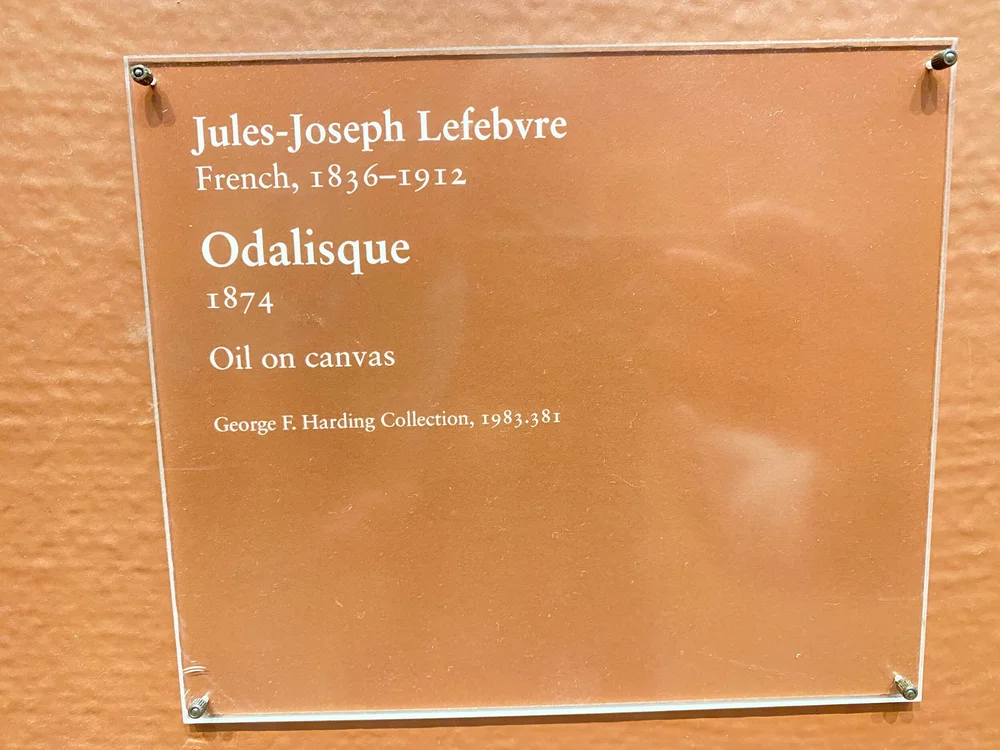 Jules-Joseph Lefebvre
French, 1836–1912
Odalisque
1874
Oil on canvas
George F. Harding Collection, 1983.381